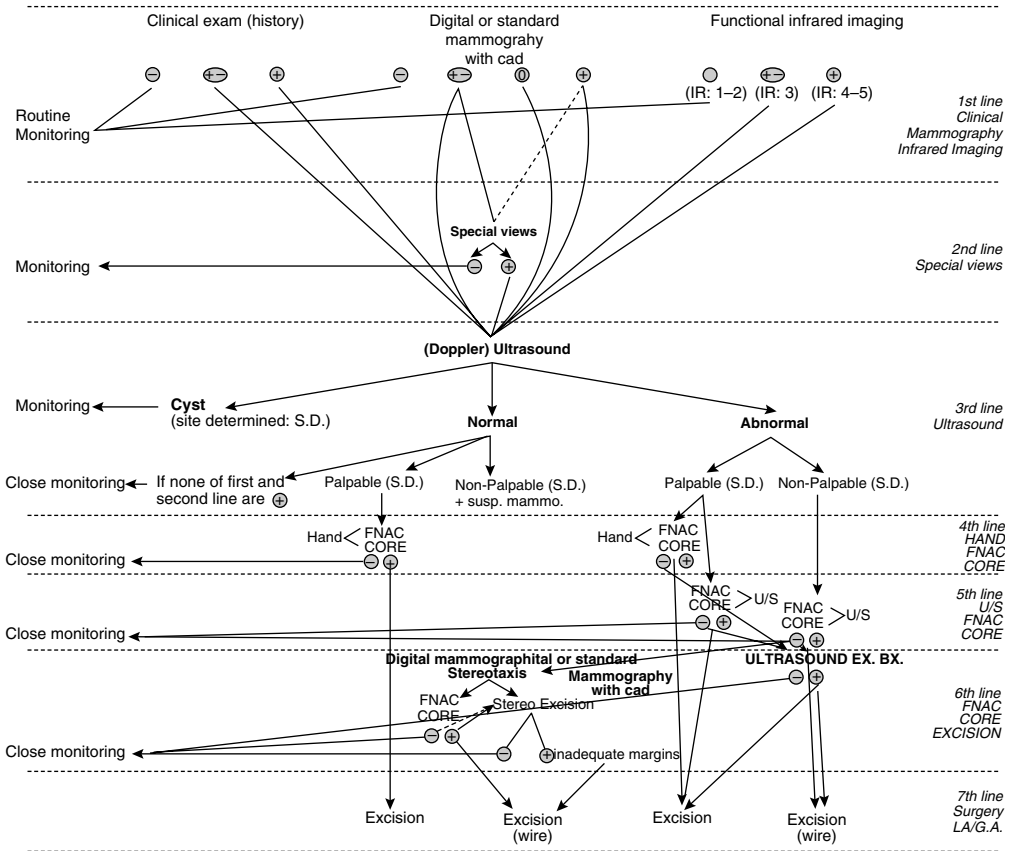 Clinical exam (history)
Digital or standard
mammograhy
with cad
Functional infrared imaging
− +− + − +− 0 + +− +
(IR: 1–2) (IR: 3) (IR: 4–5)
Routine
Monitoring
1st line
Clinical
Mammography
Infrared Imaging
Special views
− +
Monitoring
2nd line
Special views
(Doppler) Ultrasound
Monitoring
Cyst
(site determined: S.D.)
Normal
Abnormal
3rd line
Ultrasound
Close monitoring
If none of first and
second line are +
Palpable (S.D.)
Non-Palpable (S.D.)
+ susp. mammo.
Palpable (S.D.)
Non-Palpable (S.D.)
Hand
FNAC
CORE
− +
Hand
FNAC
CORE
− +
Close monitoring
4th line
HAND
FNAC
CORE
FNAC
CORE
U/S
− +
FNAC
CORE
U/S
− +
Close monitoring
5th line
U/S
FNAC
CORE
Digital mammographital or standard
Stereotaxis
Mammography
with cad
ULTRASOUND EX. BX.
− +
FNAC
CORE
− +
Stereo Excision
− +
inadequate margins
Close monitoring
6th line
FNAC
CORE
EXCISION
Excision
Excision
(wire)
Excision
Excision
(wire)
7th line
Surgery
LA/G.A.